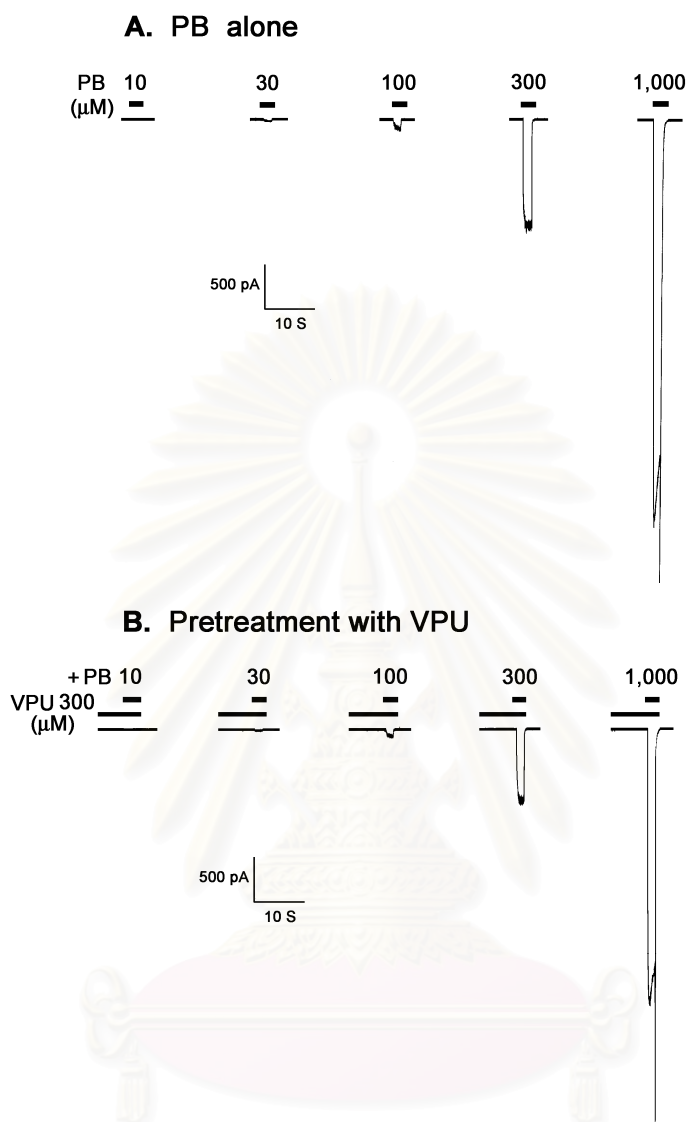 A. PB alone
PB 10 30 100 300 1,000
(μM)
500 pA
10 S
B. Pretreatment with VPU
+ PB 10 30 100 300 1,000
VPU 300
(μM)
500 pA
10 S